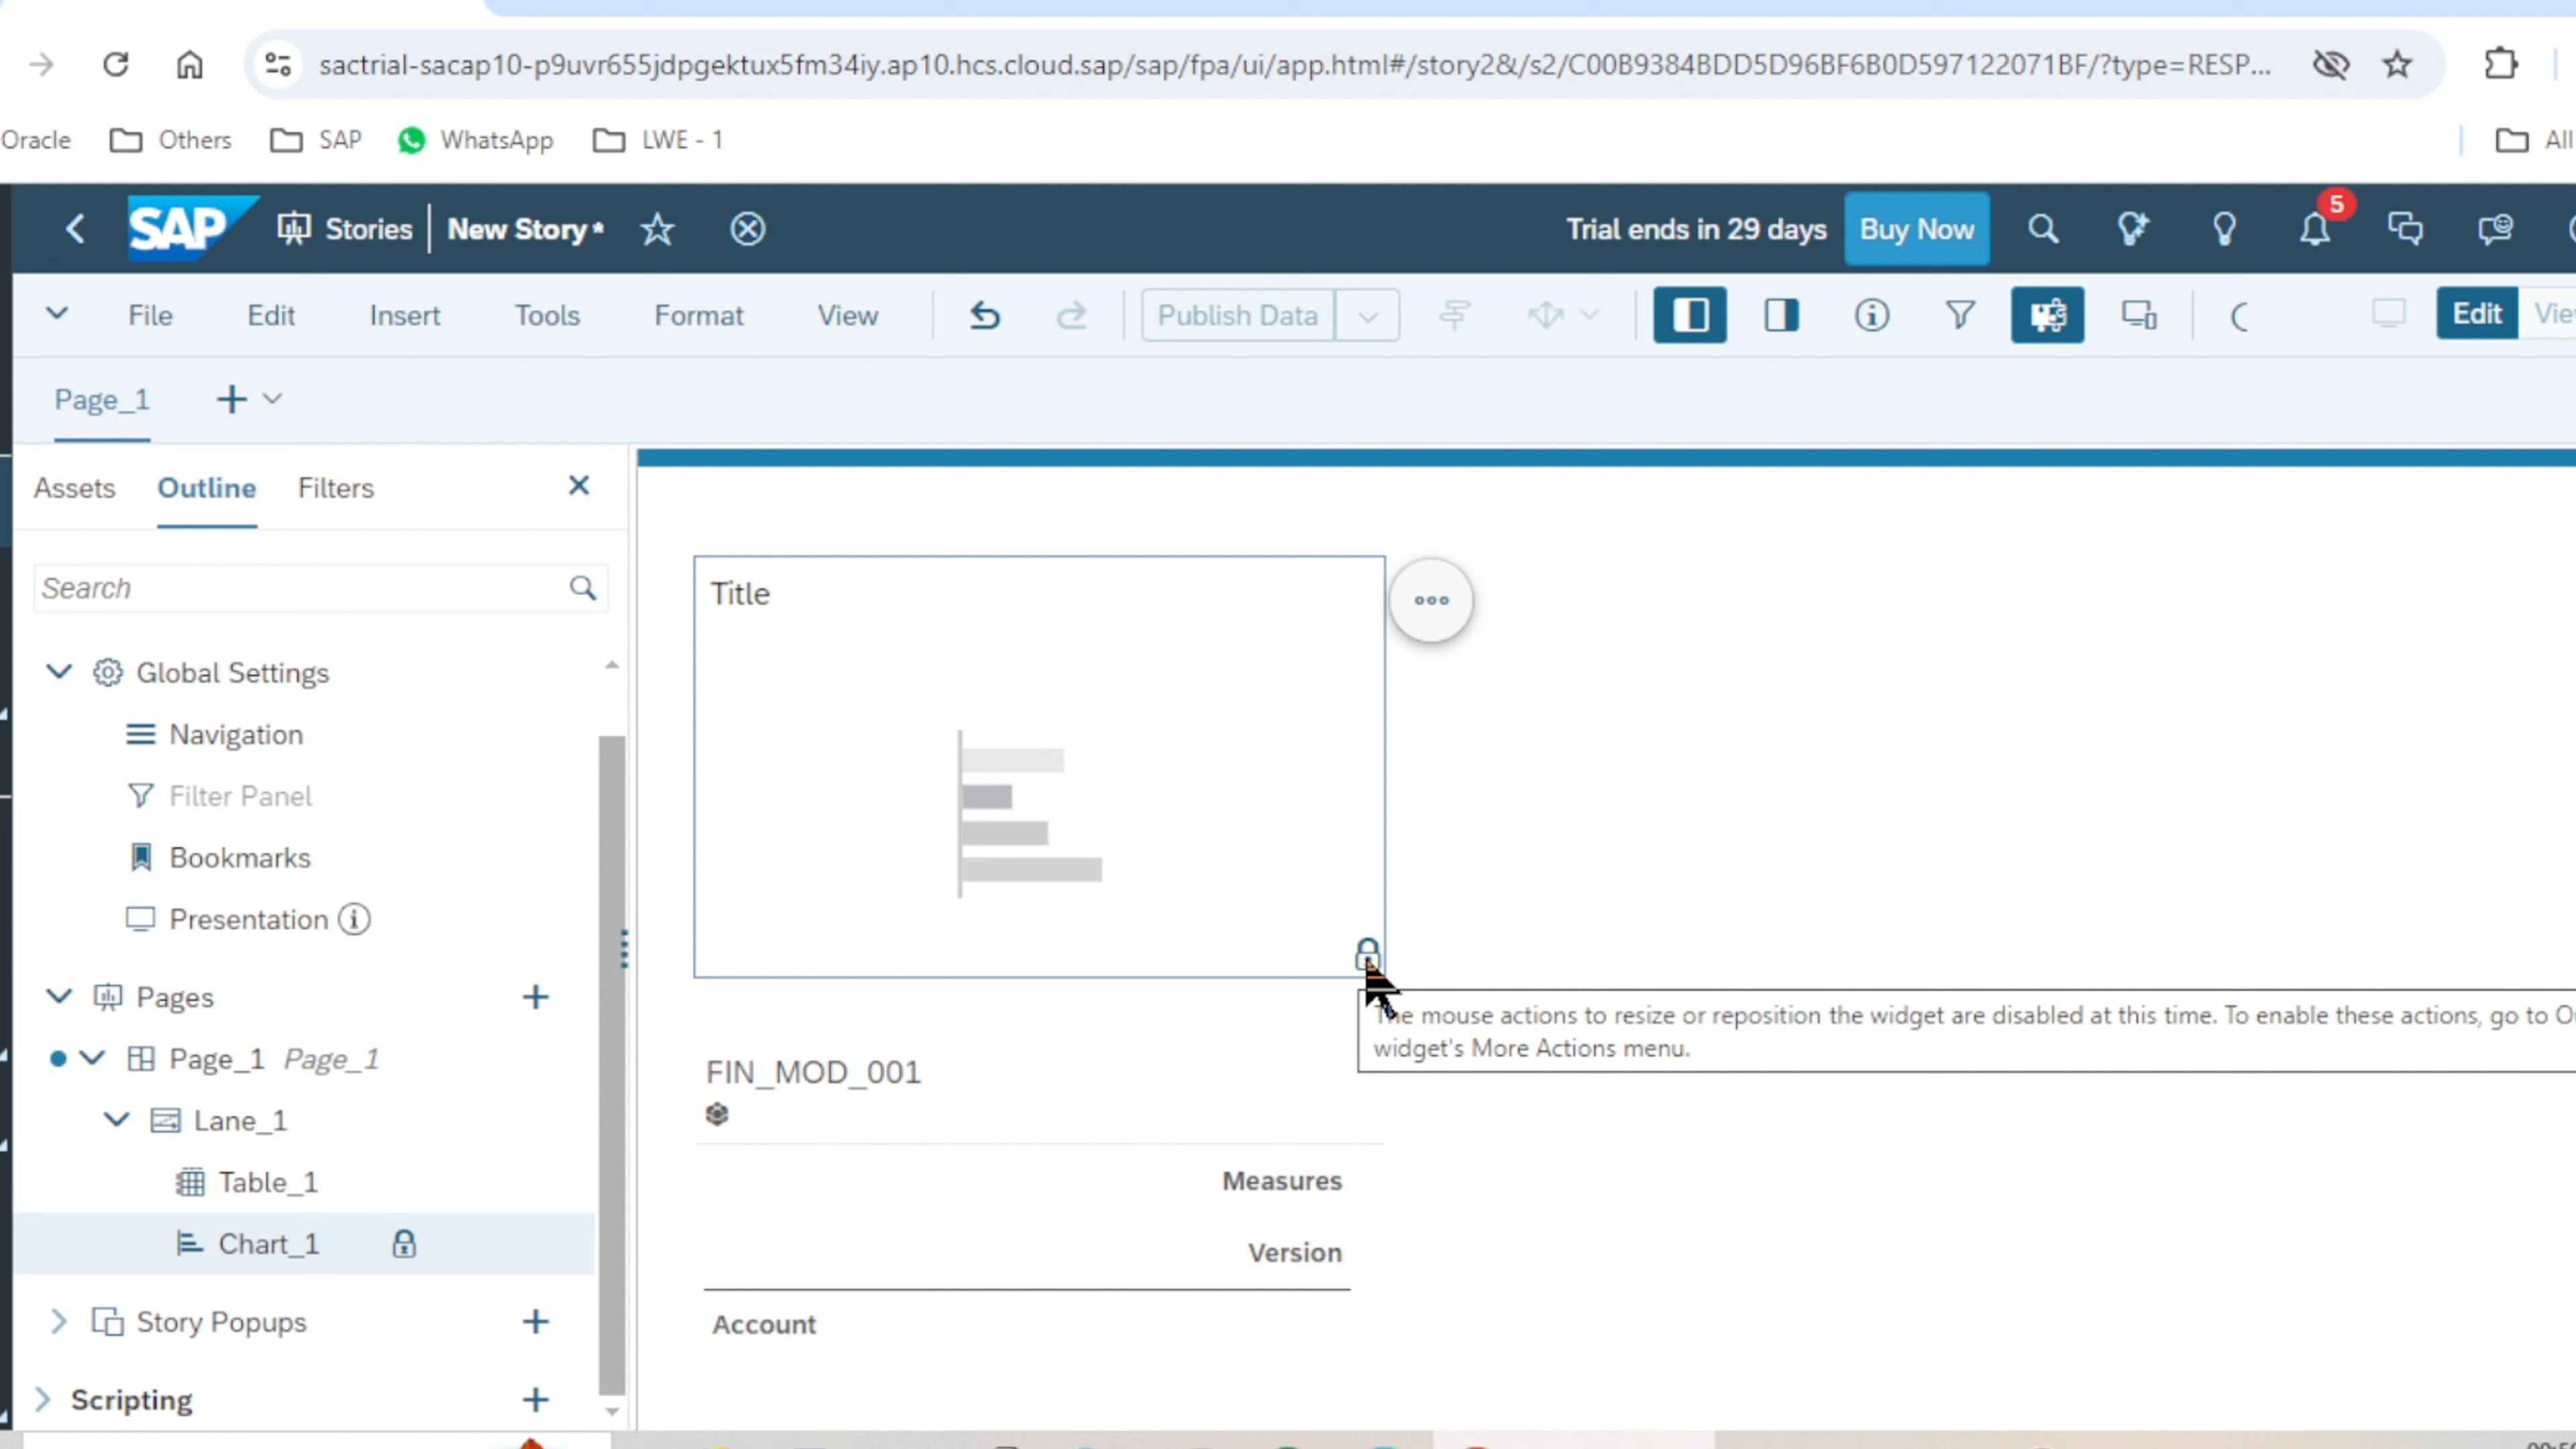 sactrial-sacap10-p9uvr655jdpgektux5fm34iy.ap10.hcs.cloud.sap/sap/fpa/ui/app.html#/story2&/s2/C00B9384BDD5D96BF6B0D597122071BF/?type=RESP...
Oracle Others SAP WhatsApp LWE - 1 All
SAP Stories New Story* Trial ends in 29 days Buy Now 5
File Edit Insert Tools Format View Publish Data Edit
Page_1
Assets Outline Filters
Search
Title
Global Settings
Navigation
Filter Panel
Bookmarks
Presentation
Pages
Page_1 Page_1
Lane_1
Table_1
Chart_1
Story Popups
Scripting
The mouse actions to resize or reposition the widget are disabled at this time. To enable these actions, go to
widget's More Actions menu.
FIN_MOD_001
Measures
Version
Account